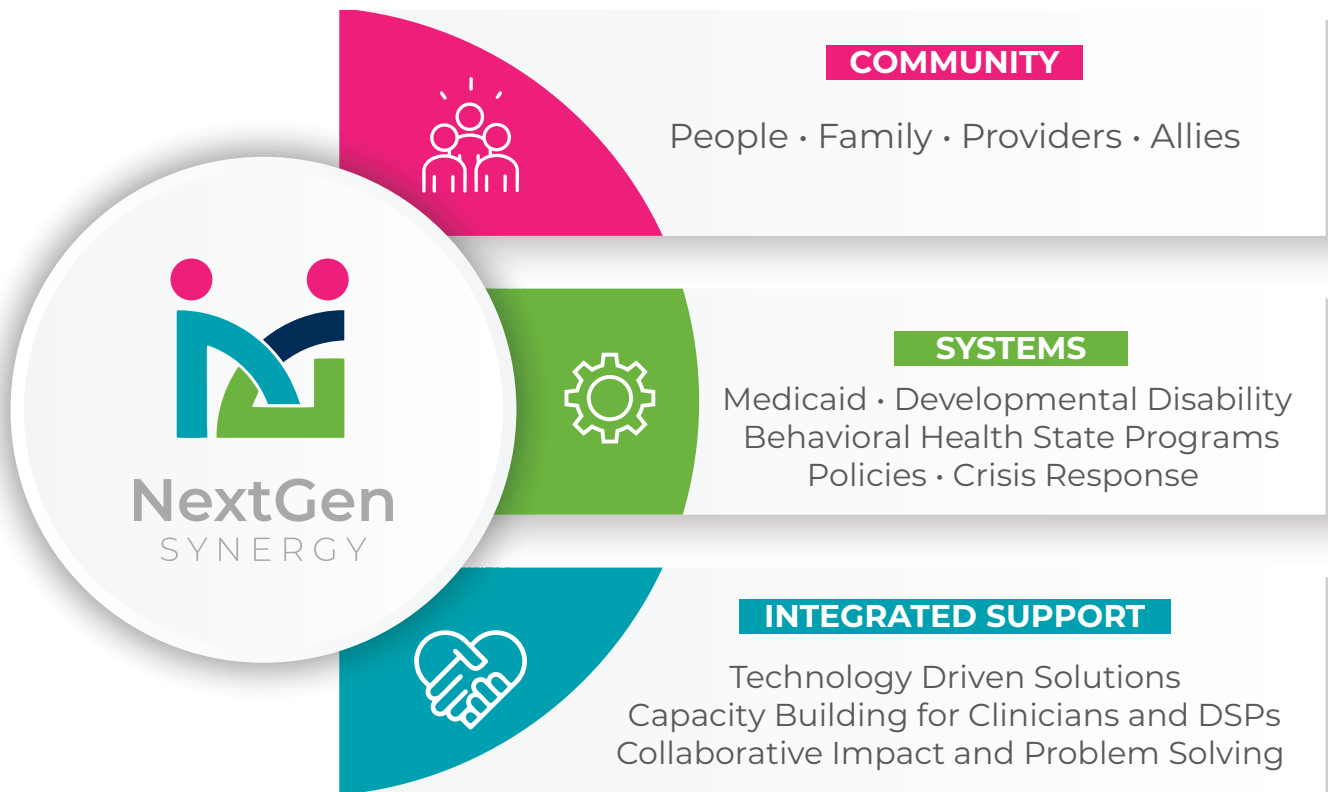 NextGen
SYNERGY
COMMUNITY
People • Family • Providers • Allies
SYSTEMS
Medicaid • Developmental Disability
Behavioral Health State Programs
Policies • Crisis Response
INTEGRATED SUPPORT
Technology Driven Solutions
Capacity Building for Clinicians and DSPs
Collaborative Impact and Problem Solving